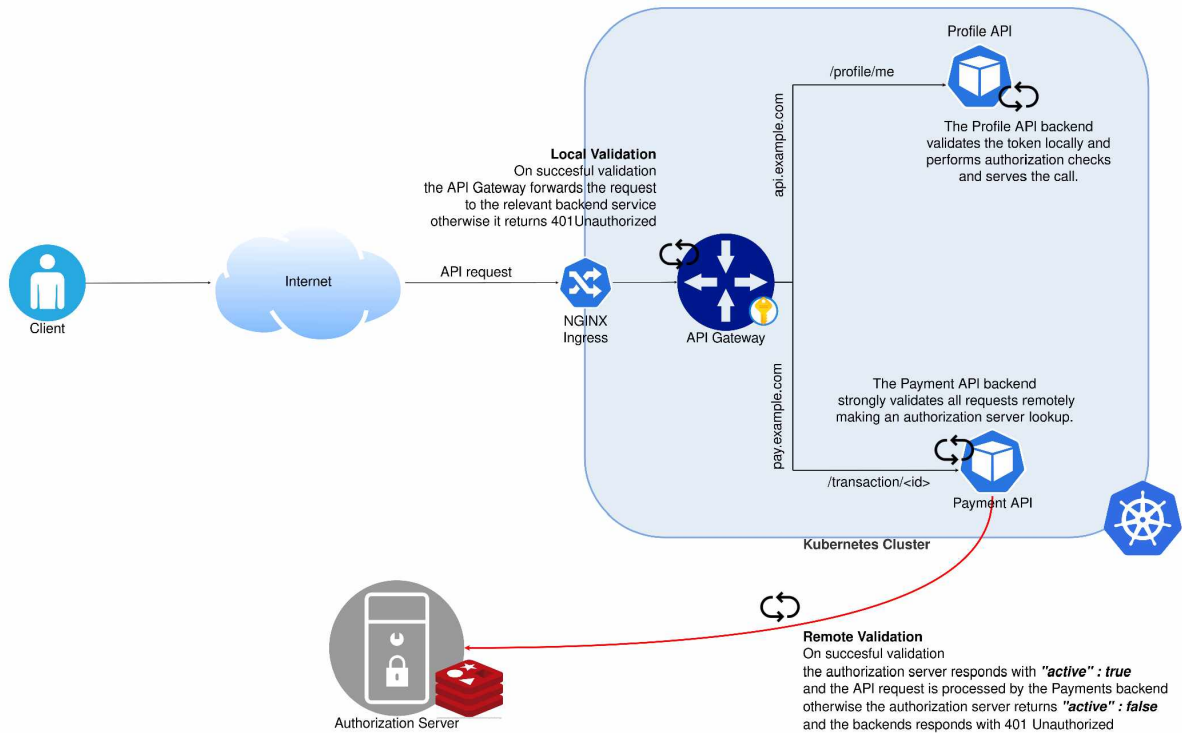 Profile API
/profile/me
api.example.com
The Profile API backend
validates the token locally and
performs authorization checks
and serves the call.
Local Validation
On succesful validation
the API Gateway forwards the request
to the relevant backend service
otherwise it returns 401Unauthorized
Client
Internet
API request
NGINX
Ingress
API Gateway
pay.example.com
The Payment API backend
strongly validates all requests remotely
making an authorization server lookup.
/transaction/<id>
Payment API
Kubernetes Cluster
Authorization Server
Remote Validation
On succesful validation
the authorization server responds with "active" : true
and the API request is processed by the Payments backend
otherwise the authorization server returns "active" : false
and the backends responds with 401 Unauthorized